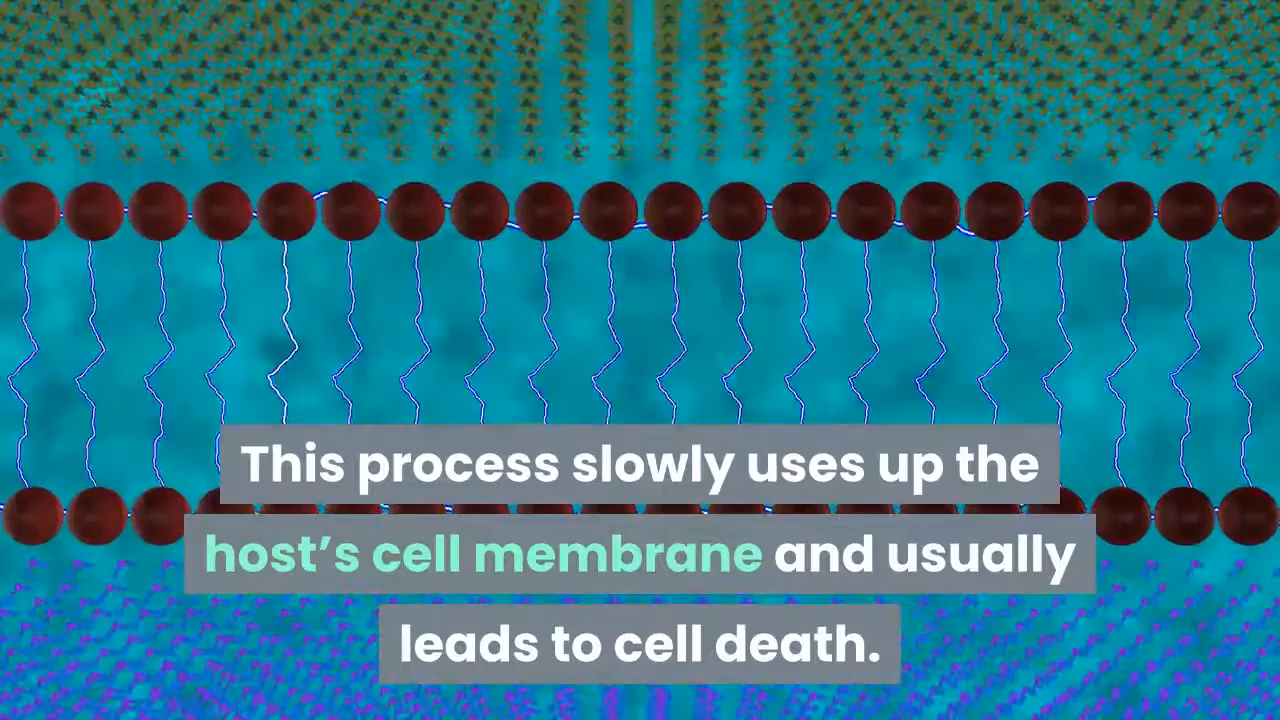 This process slowly uses up the
host’s cell membrane and usually
leads to cell death.